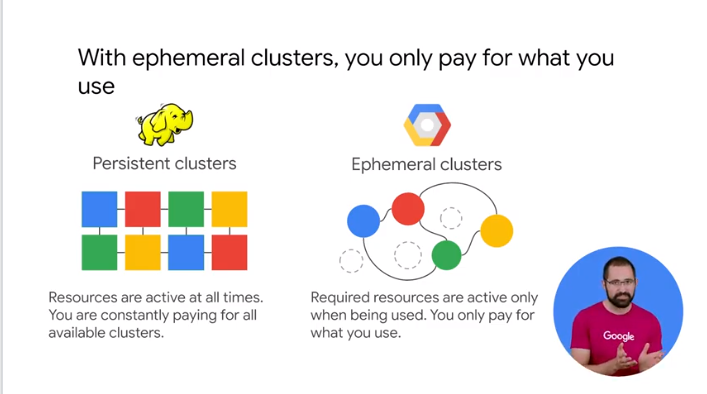 With ephemeral clusters, you only pay for what you
use
Persistent clusters
Ephemeral clusters
Resources are active at all times.
You are constantly paying for all
available clusters.
Required resources are active only
when being used. You only pay for
what you use.
Google